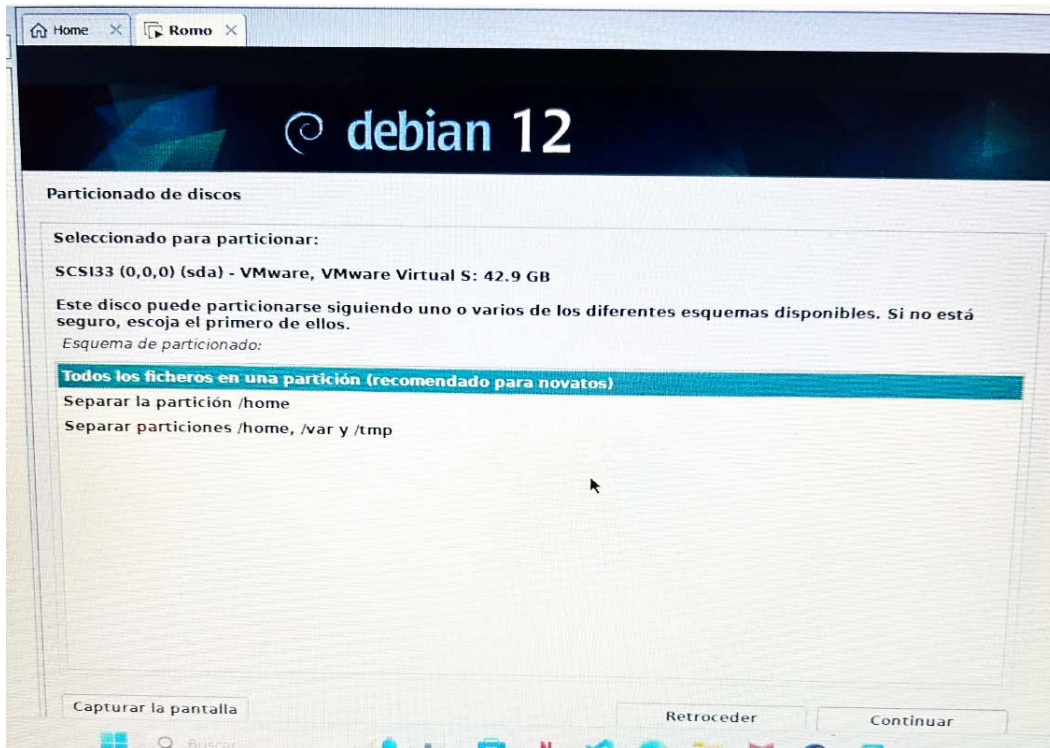 Home
Romo
debian 12
Particionado de discos
Seleccionado para particionar:
SCSI33 (0,0,0) (sda) - VMware, VMware Virtual S: 42.9 GB
Este disco puede particionarse siguiendo uno o varios de los diferentes esquemas disponibles. Si no está
seguro, escoja el primero de ellos.
Esquema de particionado:
Todos los ficheros en una partición (recomendado para novatos)
Separar la partición /home
Separar particiones /home, /var y /tmp
Capturar la pantalla
Retroceder
Continuar
Buscar